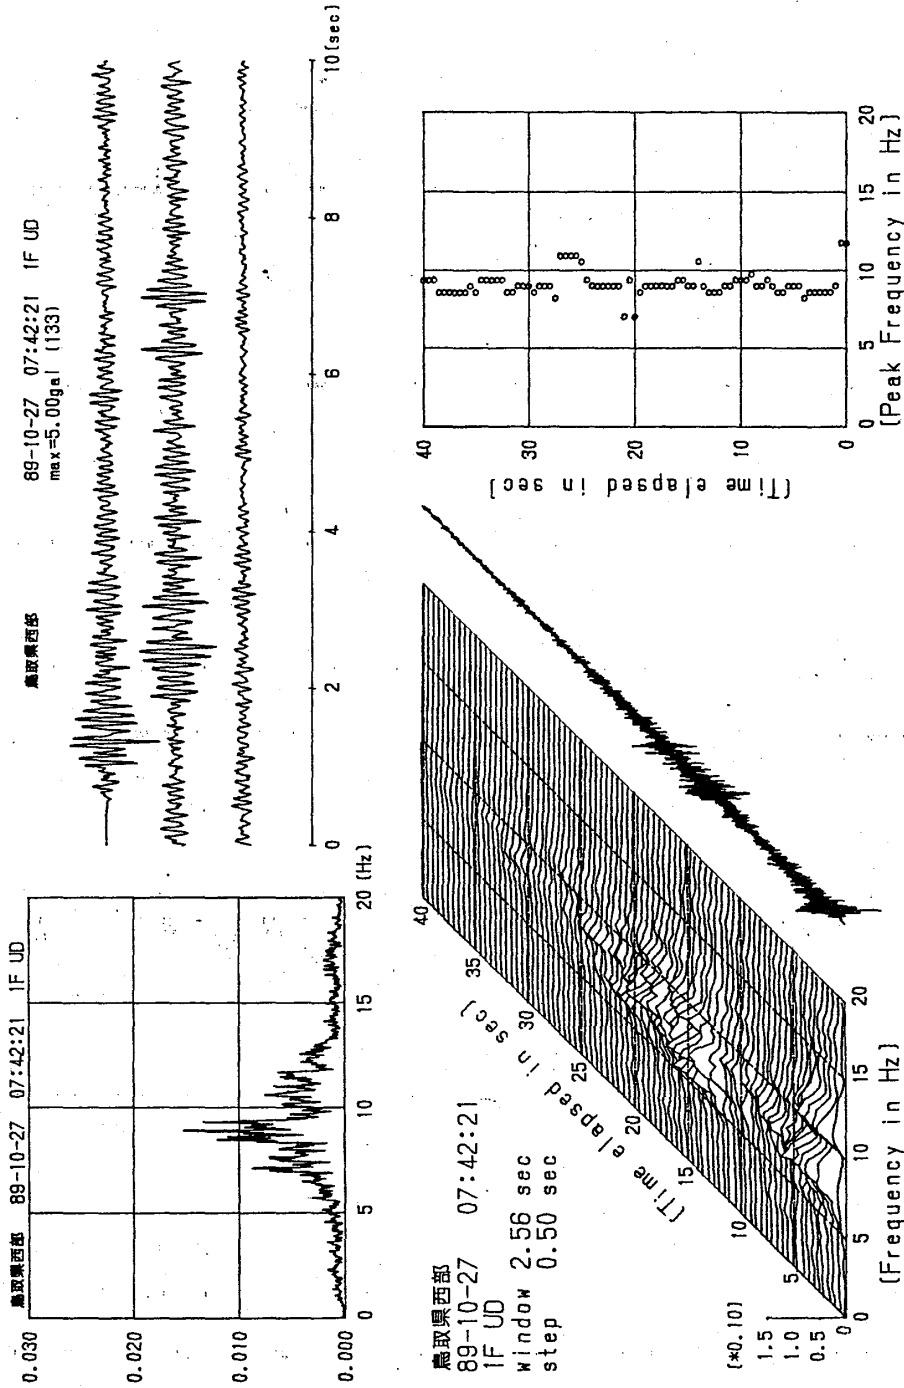 鳥取県西部 89-10-27 07:42:21 1F UD
0.030
0.020
0.010
0.000
0 5 10 15 20 (Hz)
鳥取県西部 89-10-27 07:42:21 1F UD
max=5.00gal (133)
0 2 4 6 8 10(sec)
鳥取県西部
89-10-27 07:42:21
1F UD
window 2.56 sec
step 0.50 sec
[*0.10]
1.5
1.0
0.5
0
5
10
15
20
25
30
35
40
[Time elapsed in sec]
0 5 10 15 20
[Frequency in Hz]
40
30
20
10
0
[Time elapsed in sec]
0 5 10 15 20
[Peak Frequency in Hz]